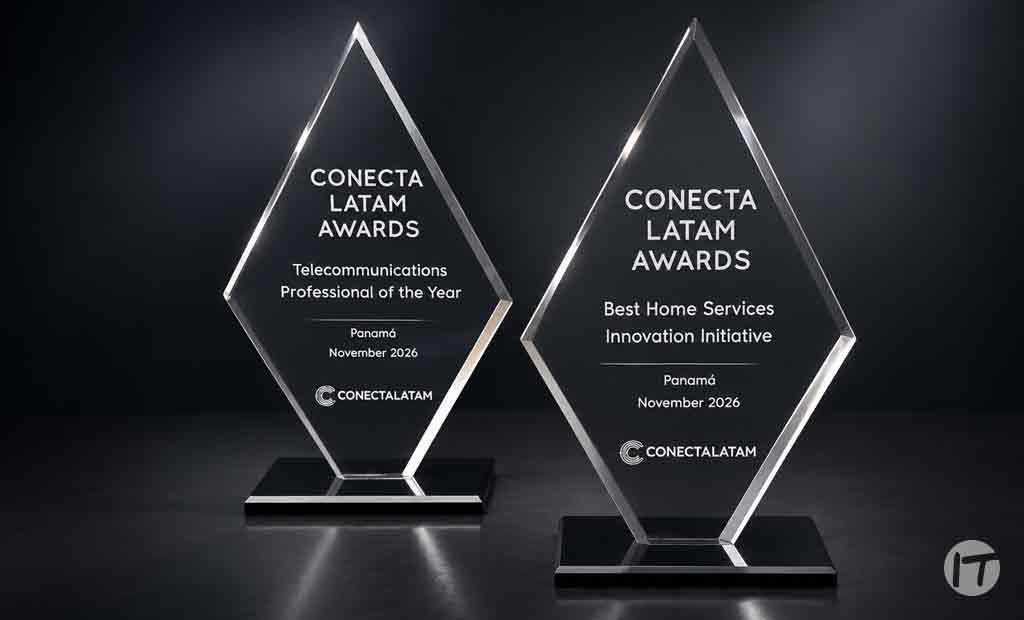 CONECTA
LATAM
AWARDS
Telecommunications
Professional of the Year
Panamá
November 2026
CONECTALATAM
CONECTA
LATAM
AWARDS
Best Home Services
Innovation Initiative
Panamá
November 2026
CONECTALATAM
IT